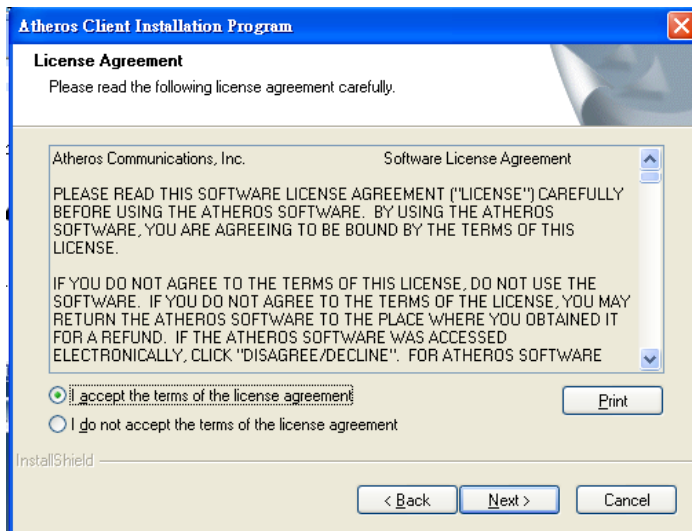 Atheros Client Installation Program
License Agreement
Please read the following license agreement carefully.
Atheros Communications, Inc. Software License Agreement
PLEASE READ THIS SOFTWARE LICENSE AGREEMENT ("LICENSE") CAREFULLY
BEFORE USING THE ATHEROS SOFTWARE. BY USING THE ATHEROS
SOFTWARE, YOU ARE AGREEING TO BE BOUND BY THE TERMS OF THIS
LICENSE.
IF YOU DO NOT AGREE TO THE TERMS OF THIS LICENSE, DO NOT USE THE
SOFTWARE. IF YOU DO NOT AGREE TO THE TERMS OF THE LICENSE, YOU MAY
RETURN THE ATHEROS SOFTWARE TO THE PLACE WHERE YOU OBTAINED IT
FOR A REFUND. IF THE ATHEROS SOFTWARE WAS ACCESSED
ELECTRONICALLY, CLICK "DISAGREE/DECLINE". FOR ATHEROS SOFTWARE
I accept the terms of the license agreement
Print
I do not accept the terms of the license agreement
InstallShield
< Back Next > Cancel